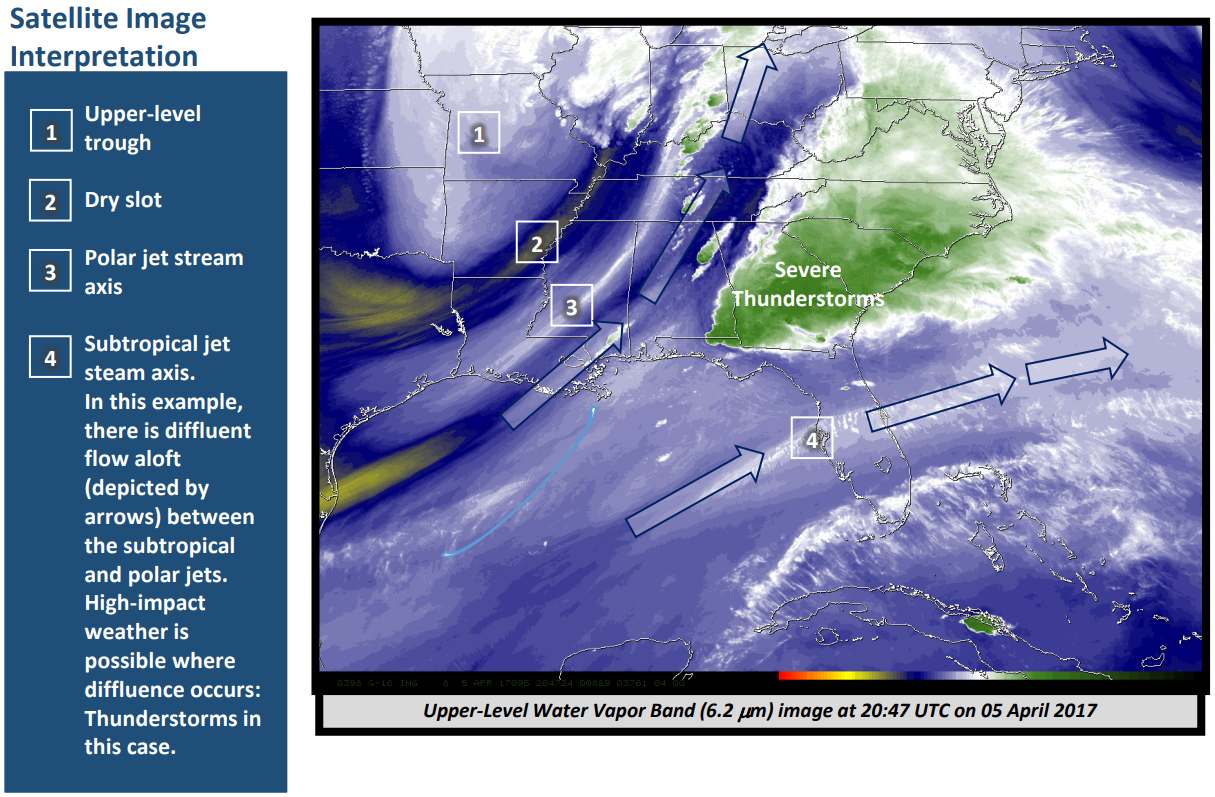 Satellite Image
Interpretation
1
Upper-level
trough
2
Dry slot
3
Polar jet stream
axis
4
Subtropical jet
steam axis.
In this example,
there is diffluent
flow aloft
(depicted by
arrows) between
the subtropical
and polar jets.
High-impact
weather is
possible where
diffluence occurs:
Thunderstorms in
this case.
1
2
3
4
Severe
Thunderstorms
G-16 IMG 5 APR 17095 204724
Upper-Level Water Vapor Band (6.2 µm) image at 20:47 UTC on 05 April 2017